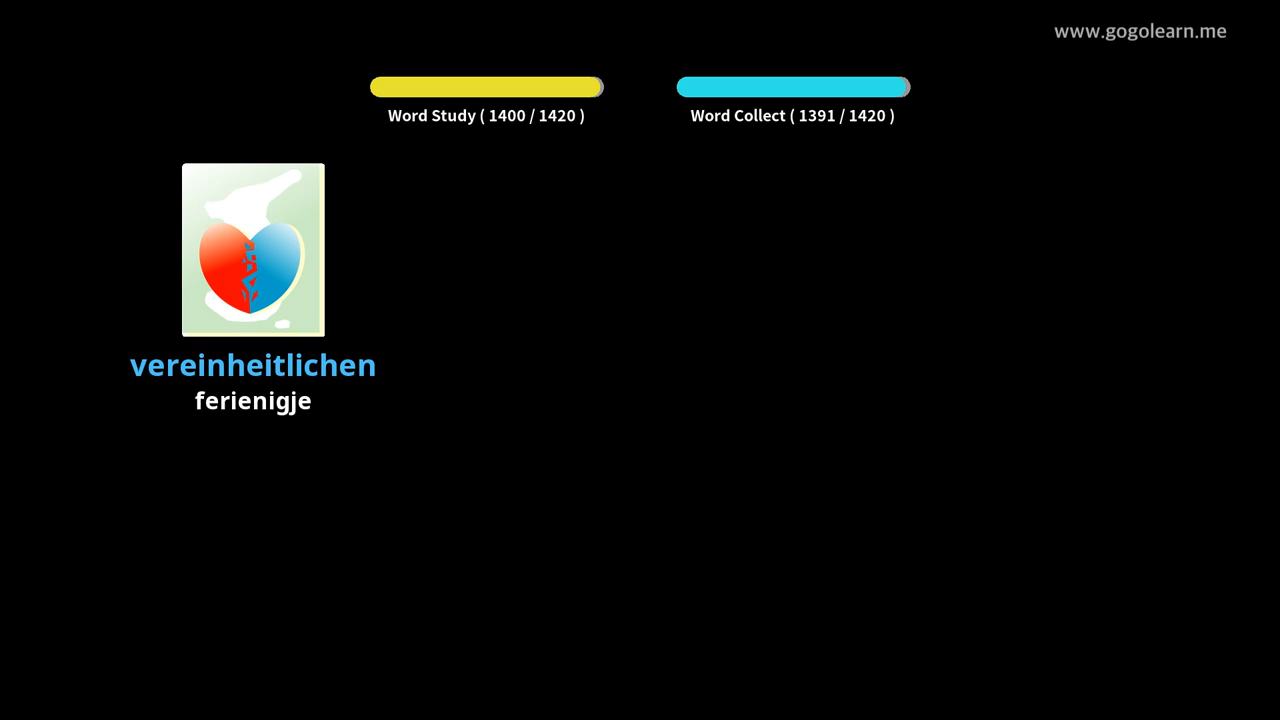 www.gogolearn.me
Word Study ( 1400 / 1420 )
Word Collect ( 1391 / 1420 )
vereinheitlichen
ferienigje